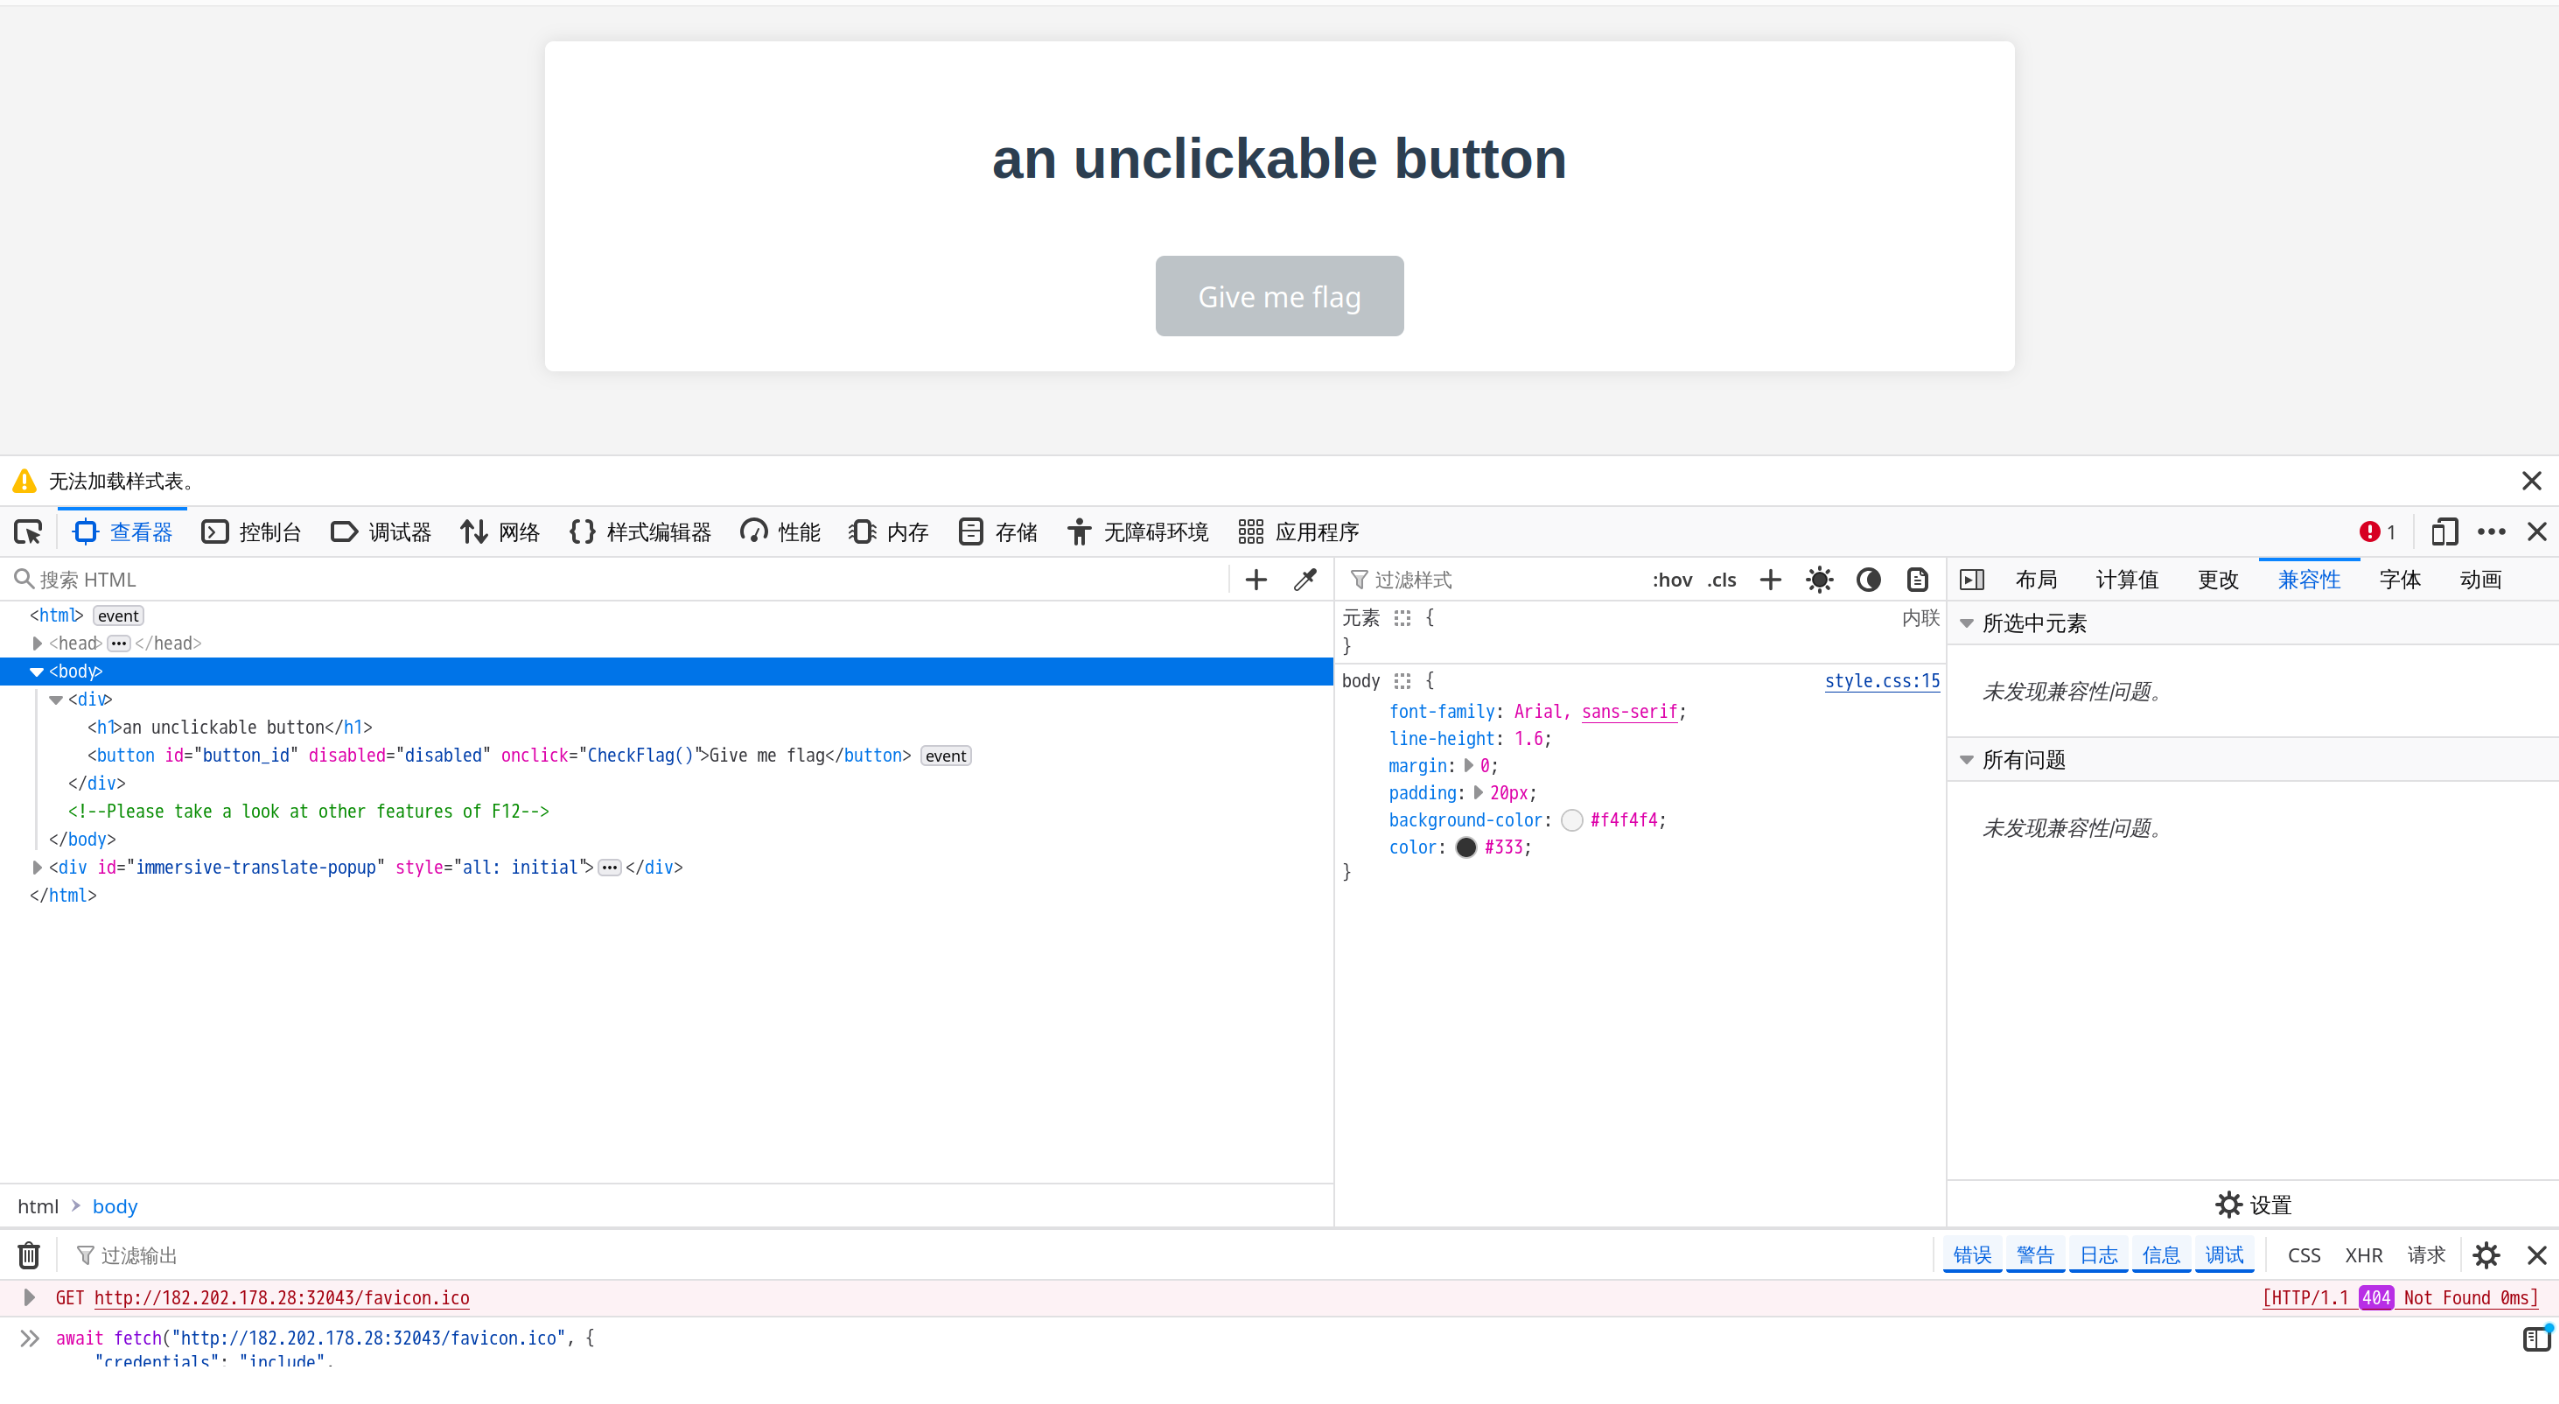 an unclickable button
Give me flag
无法加载样式表。
查看器 控制台 调试器 网络 样式编辑器 性能 内存 存储 无障碍环境 应用程序 1
搜索 HTML
<html> event
<head> ••• </head>
<body>
<div>
<h1>an unclickable button</h1>
<button id="button_id" disabled="disabled" onclick="CheckFlag()">Give me flag</button> event
</div>
<!--Please take a look at other features of F12-->
</body>
<div id="immersive-translate-popup" style="all: initial"> ••• </div>
</html>
html body
过滤样式 :hov .cls
元素 { 内联
}
body { style.css:15
font-family: Arial, sans-serif;
line-height: 1.6;
margin: 0;
padding: 20px;
background-color: #f4f4f4;
color: #333;
}
布局 计算值 更改 兼容性 字体 动画
所选中元素
未发现兼容性问题。
所有问题
未发现兼容性问题。
设置
过滤输出 错误 警告 日志 信息 调试 CSS XHR 请求
GET http://182.202.178.28:32043/favicon.ico [HTTP/1.1 404 Not Found 0ms]
await fetch("http://182.202.178.28:32043/favicon.ico", {
"credentials": "include",